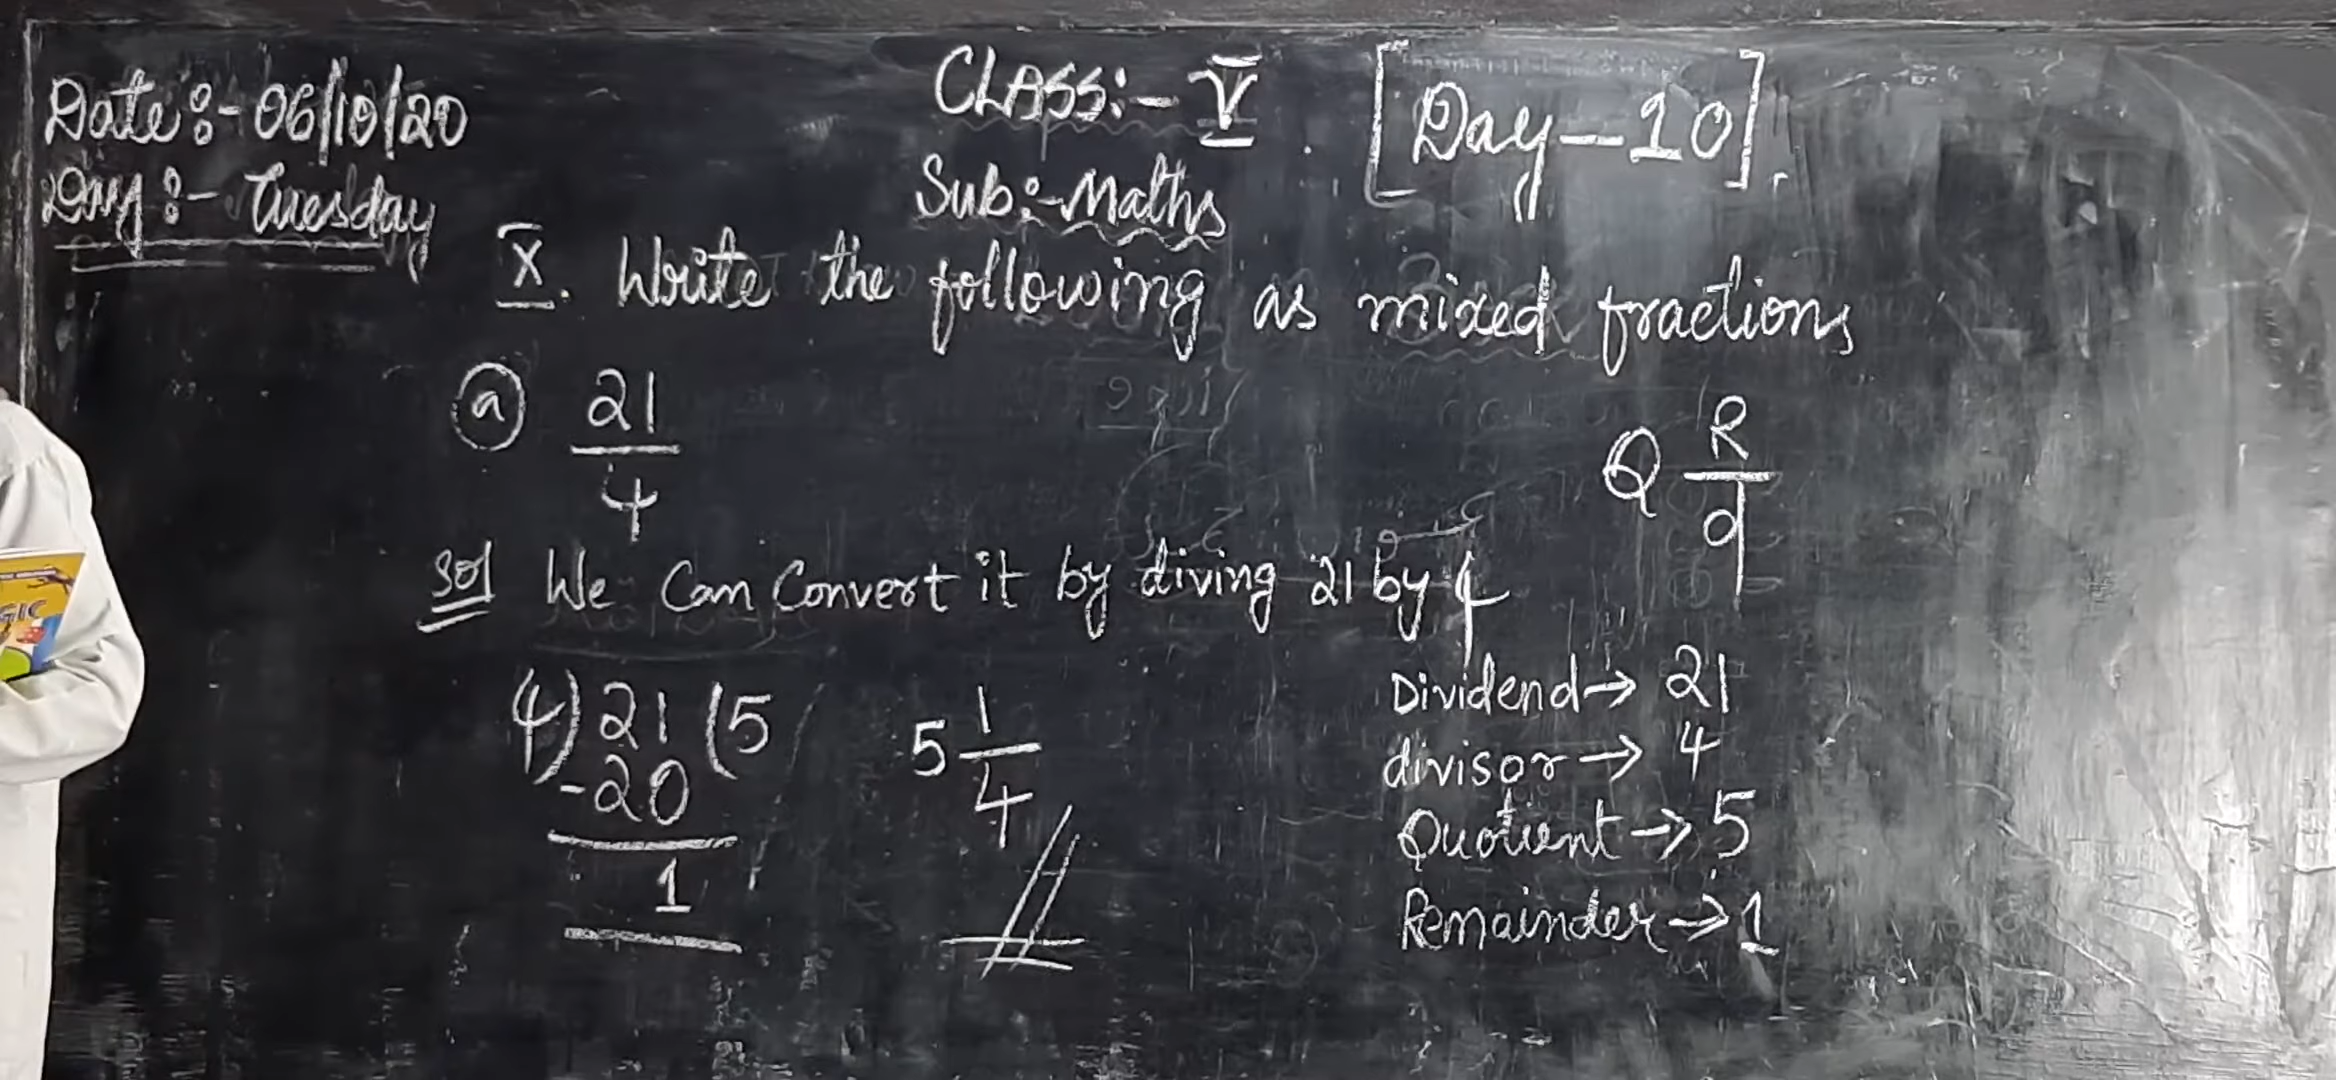 Date:- 06/10/20
Day:- Tuesday
CLASS:- V
[Day-10].
Sub:- Maths
X. Write the following as mixed fractions
(a) 21/4
Q R/d
Sol We Can Convert it by diving 21 by 4
4)21(5
-20
1
5 1/4
Dividend→ 21
divisor→ 4
Quotient→ 5
Remainder→ 1
GIC